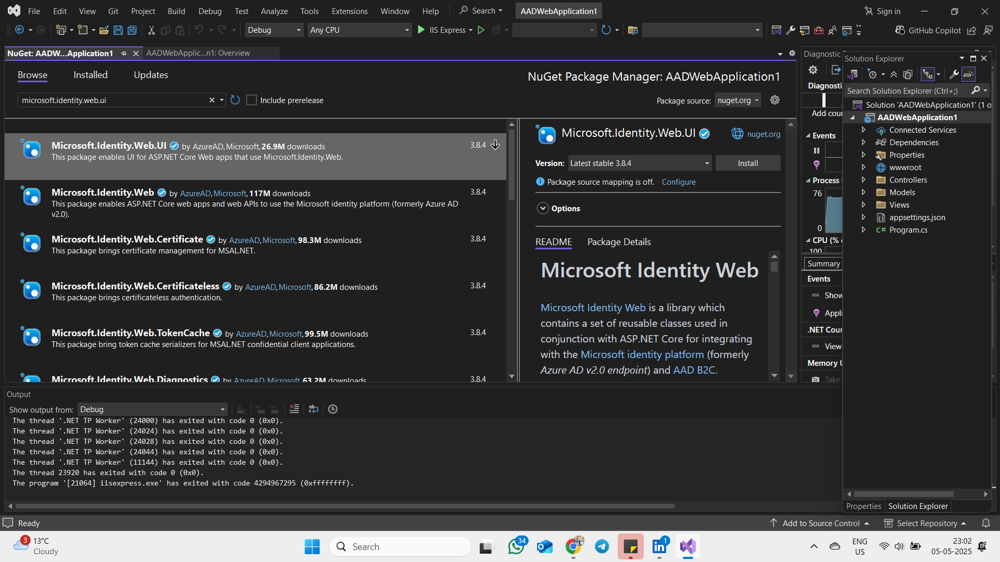 File Edit View Git Project Build Debug Test Analyze Tools Extensions Window Help Search AADWebApplication1 Sign in
Debug Any CPU IIS Express GitHub Copilot
NuGet: AADW...Application1 AADWebApplic...n1: Overview
Browse Installed Updates
NuGet Package Manager: AADWebApplication1
microsoft.identity.web.ui Include prerelease
Package source: nuget.org
Microsoft.Identity.Web.UI by AzureAD, Microsoft, 26.9M downloads 3.8.4
This package enables UI for ASP.NET Core Web apps that use Microsoft.Identity.Web.
Microsoft.Identity.Web by AzureAD, Microsoft, 117M downloads 3.8.4
This package enables ASP.NET Core web apps and web APIs to use the Microsoft identity platform (formerly Azure AD
v2.0).
Microsoft.Identity.Web.Certificate by AzureAD, Microsoft, 98.3M downloads 3.8.4
This package brings certificate management for MSAL.NET.
Microsoft.Identity.Web.Certificateless by AzureAD, Microsoft, 86.2M downloads 3.8.4
This package brings certificateless authentication.
Microsoft.Identity.Web.TokenCache by AzureAD, Microsoft, 99.5M downloads 3.8.4
This package bring token cache serializers for MSAL.NET confidential client applications.
Microsoft.Identity.Web.Diagnostics by AzureAD, Microsoft, 63.2M downloads 3.8.4
Microsoft.Identity.Web.UI nuget.org
Version: Latest stable 3.8.4 Install
Package source mapping is off. Configure
Options
README Package Details
Microsoft Identity Web
Microsoft Identity Web is a library which
contains a set of reusable classes used in
conjunction with ASP.NET Core for integrating
with the Microsoft identity platform (formerly
Azure AD v2.0 endpoint) and AAD B2C.
Diagnostic
Diagnosti
Add cour
Events
Process
76
0
CPU (%
100
Summary
Events
Show
Appli
.NET Cour
View
Memory U
Take
Solution Explorer
Search Solution Explorer (Ctrl+;)
Solution 'AADWebApplication1' (1 o
AADWebApplication1
Connected Services
Dependencies
Properties
wwwroot
Controllers
Models
Views
appsettings.json
C# Program.cs
Properties Solution Explorer
Output
Show output from: Debug
The thread '.NET TP Worker' (24000) has exited with code 0 (0x0).
The thread '.NET TP Worker' (24024) has exited with code 0 (0x0).
The thread '.NET TP Worker' (24028) has exited with code 0 (0x0).
The thread '.NET TP Worker' (24044) has exited with code 0 (0x0).
The thread '.NET TP Worker' (11144) has exited with code 0 (0x0).
The thread 23920 has exited with code 0 (0x0).
The program '[21064] iisexpress.exe' has exited with code 4294967295 (0xffffffff).
Ready Add to Source Control Select Repository
3 13°C
Cloudy
Search
34
1
ENG
US
23:02
05-05-2025